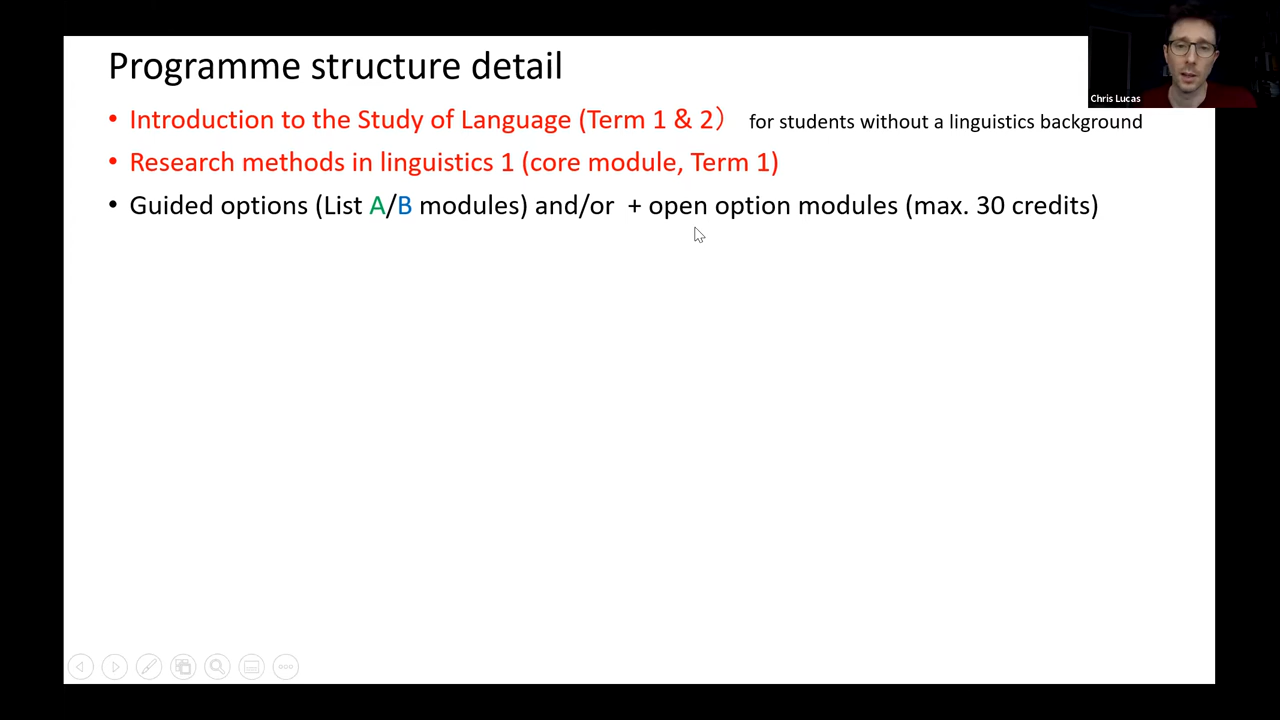 Programme structure detail
Chris Lucas
• Introduction to the Study of Language (Term 1 & 2） for students without a linguistics background
• Research methods in linguistics 1 (core module, Term 1)
• Guided options (List A/B modules) and/or + open option modules (max. 30 credits)